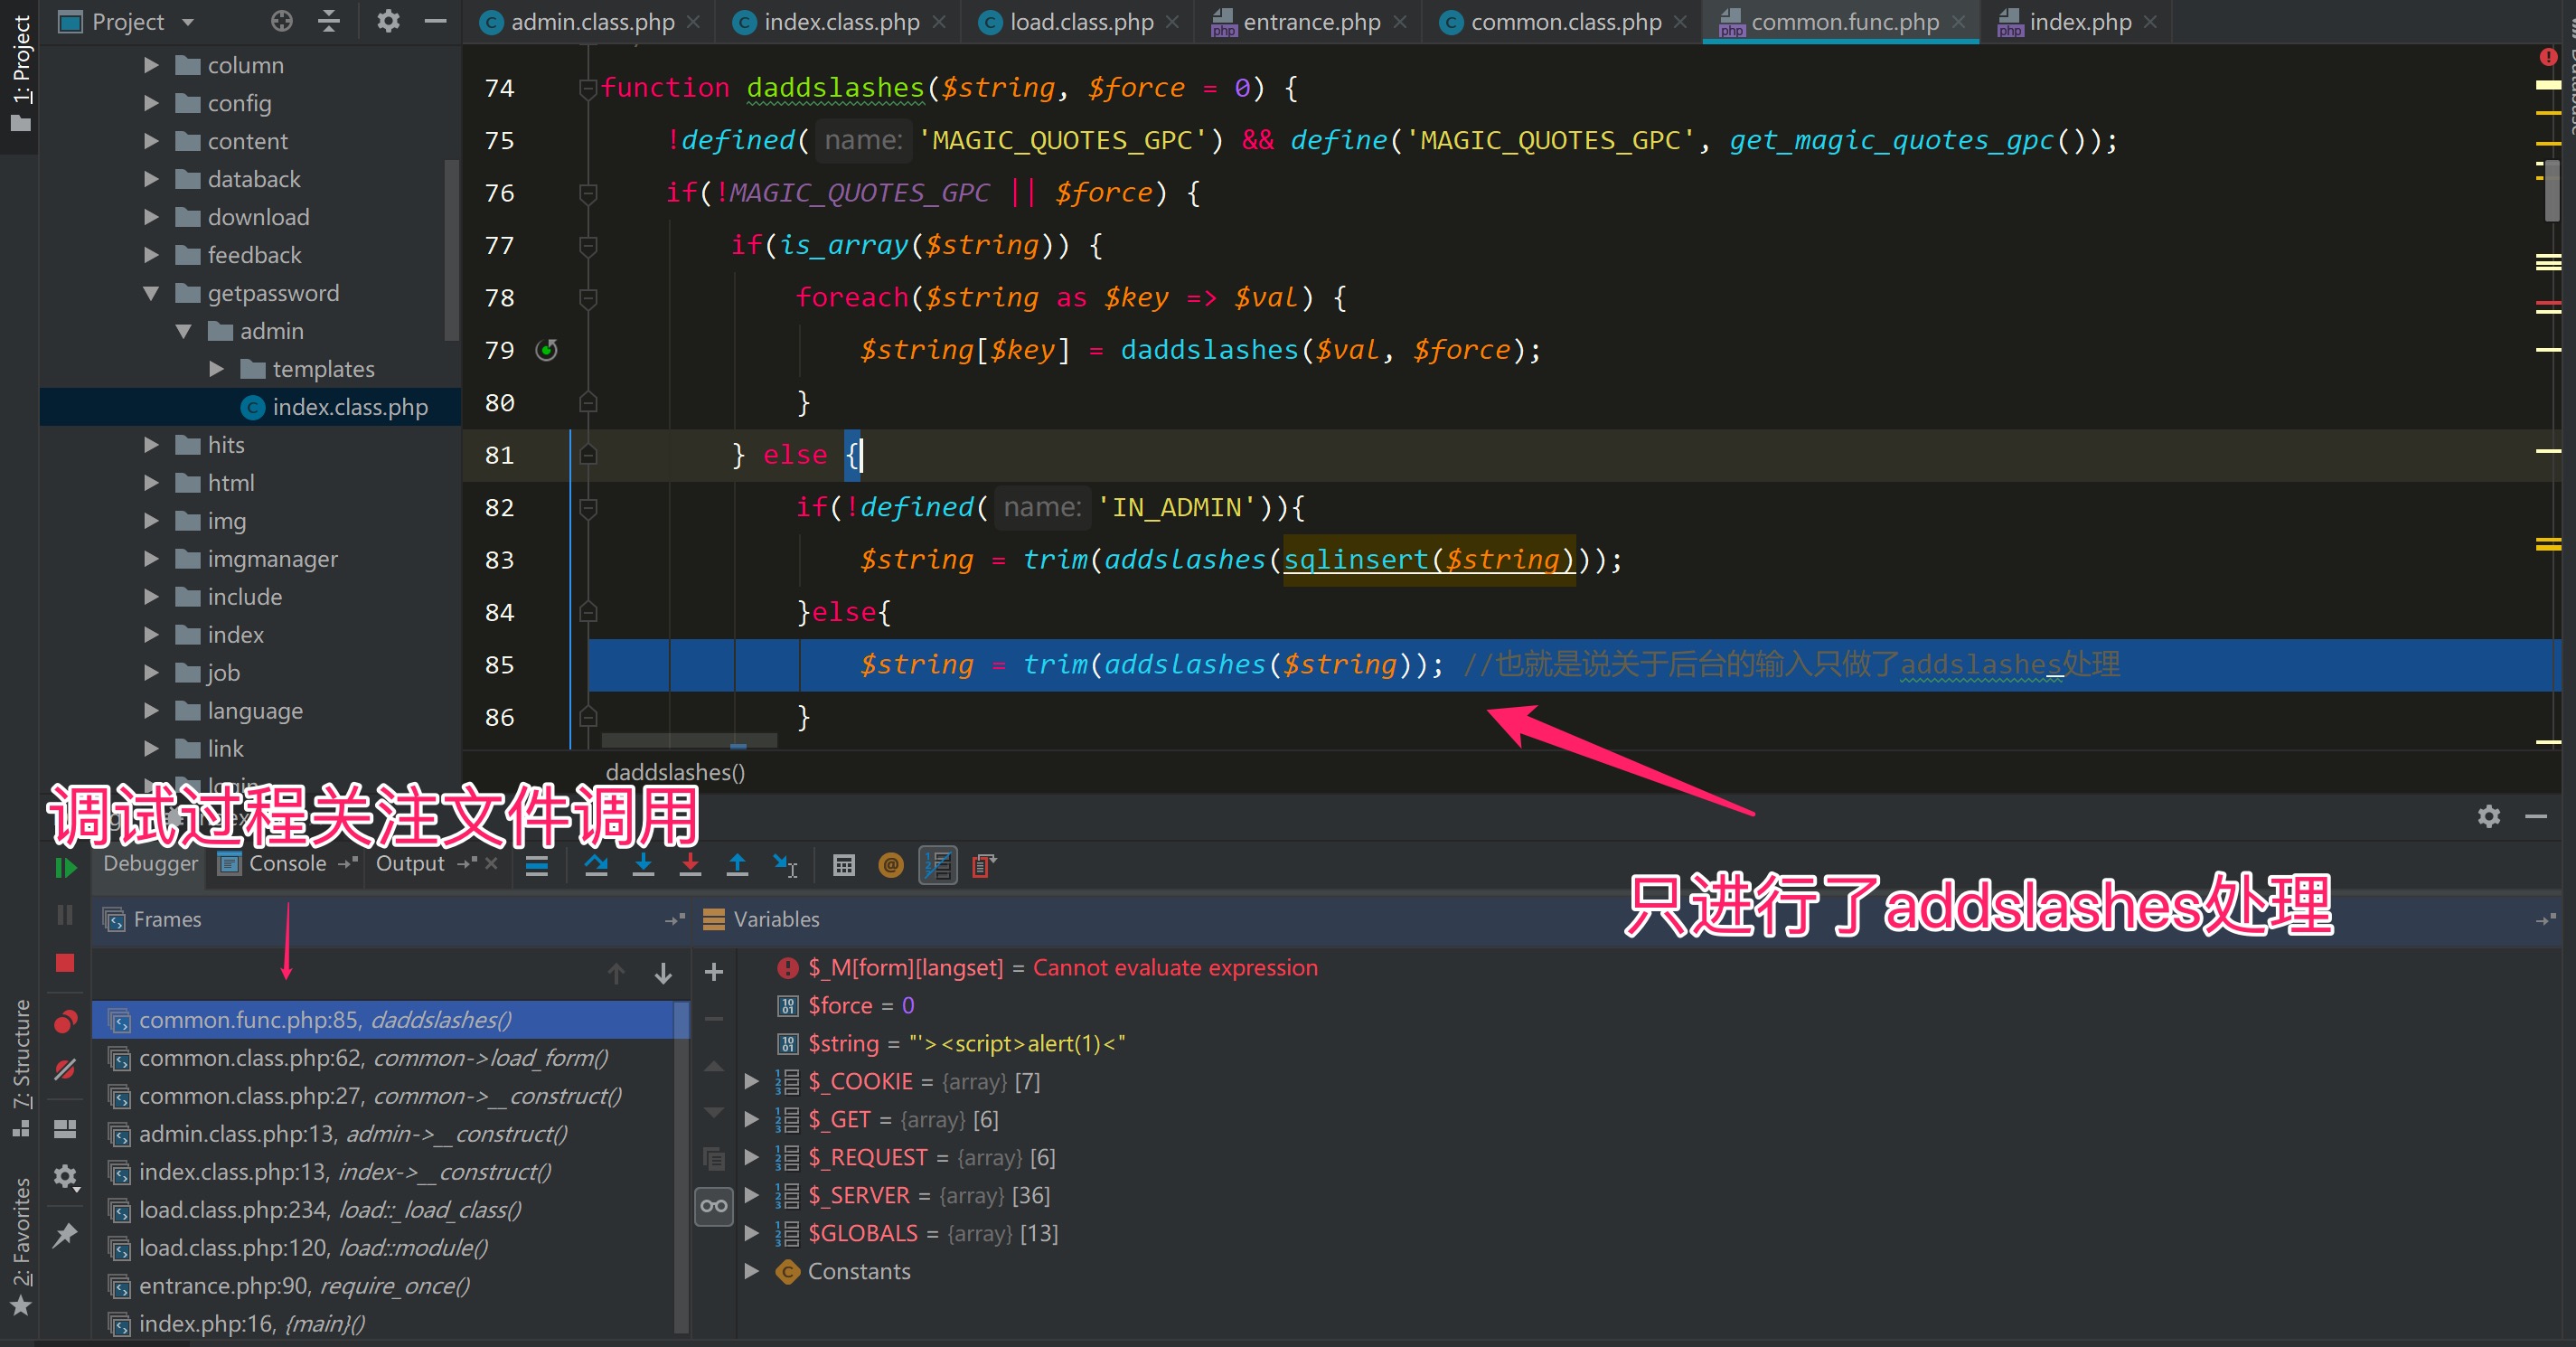 1: Project
Project
admin.class.php
index.class.php
load.class.php
entrance.php
common.class.php
common.func.php
index.php
column
config
content
databack
download
feedback
getpassword
admin
templates
index.class.php
hits
html
img
imgmanager
include
index
job
language
link
login
74 function daddslashes($string, $force = 0) {
75 !defined( name: 'MAGIC_QUOTES_GPC') && define('MAGIC_QUOTES_GPC', get_magic_quotes_gpc());
76 if(!MAGIC_QUOTES_GPC || $force) {
77 if(is_array($string)) {
78 foreach($string as $key => $val) {
79 $string[$key] = daddslashes($val, $force);
80 }
81 } else {
82 if(!defined( name: 'IN_ADMIN')){
83 $string = trim(addslashes(sqlinsert($string)));
84 }else{
85 $string = trim(addslashes($string)); //也就是说关于后台的输入只做了addslashes处理
86 }
daddslashes()
调试过程关注文件调用
只进行了addslashes处理
Debugger
Console
Output
Frames
common.func.php:85, daddslashes()
common.class.php:62, common->load_form()
common.class.php:27, common->__construct()
admin.class.php:13, admin->__construct()
index.class.php:13, index->__construct()
load.class.php:234, load::_load_class()
load.class.php:120, load::module()
entrance.php:90, require_once()
index.php:16, {main}()
Variables
$_M[form][langset] = Cannot evaluate expression
$force = 0
$string = "'><script>alert(1)<"
$_COOKIE = {array} [7]
$_GET = {array} [6]
$_REQUEST = {array} [6]
$_SERVER = {array} [36]
$GLOBALS = {array} [13]
Constants
7: Structure
2: Favorites